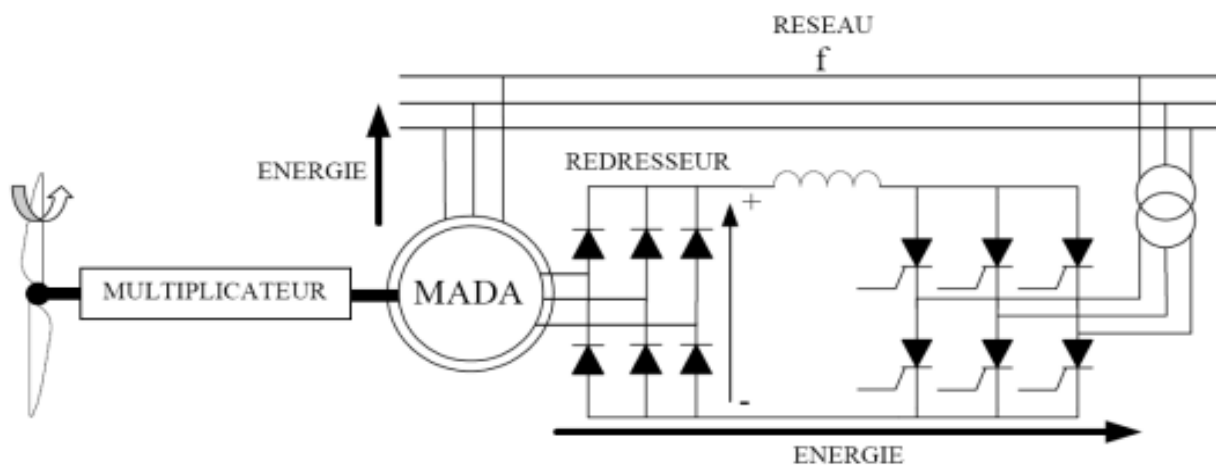 RESEAU
f
ENERGIE
REDRESSEUR
+
MULTIPLICATEUR
MADA
-
ENERGIE